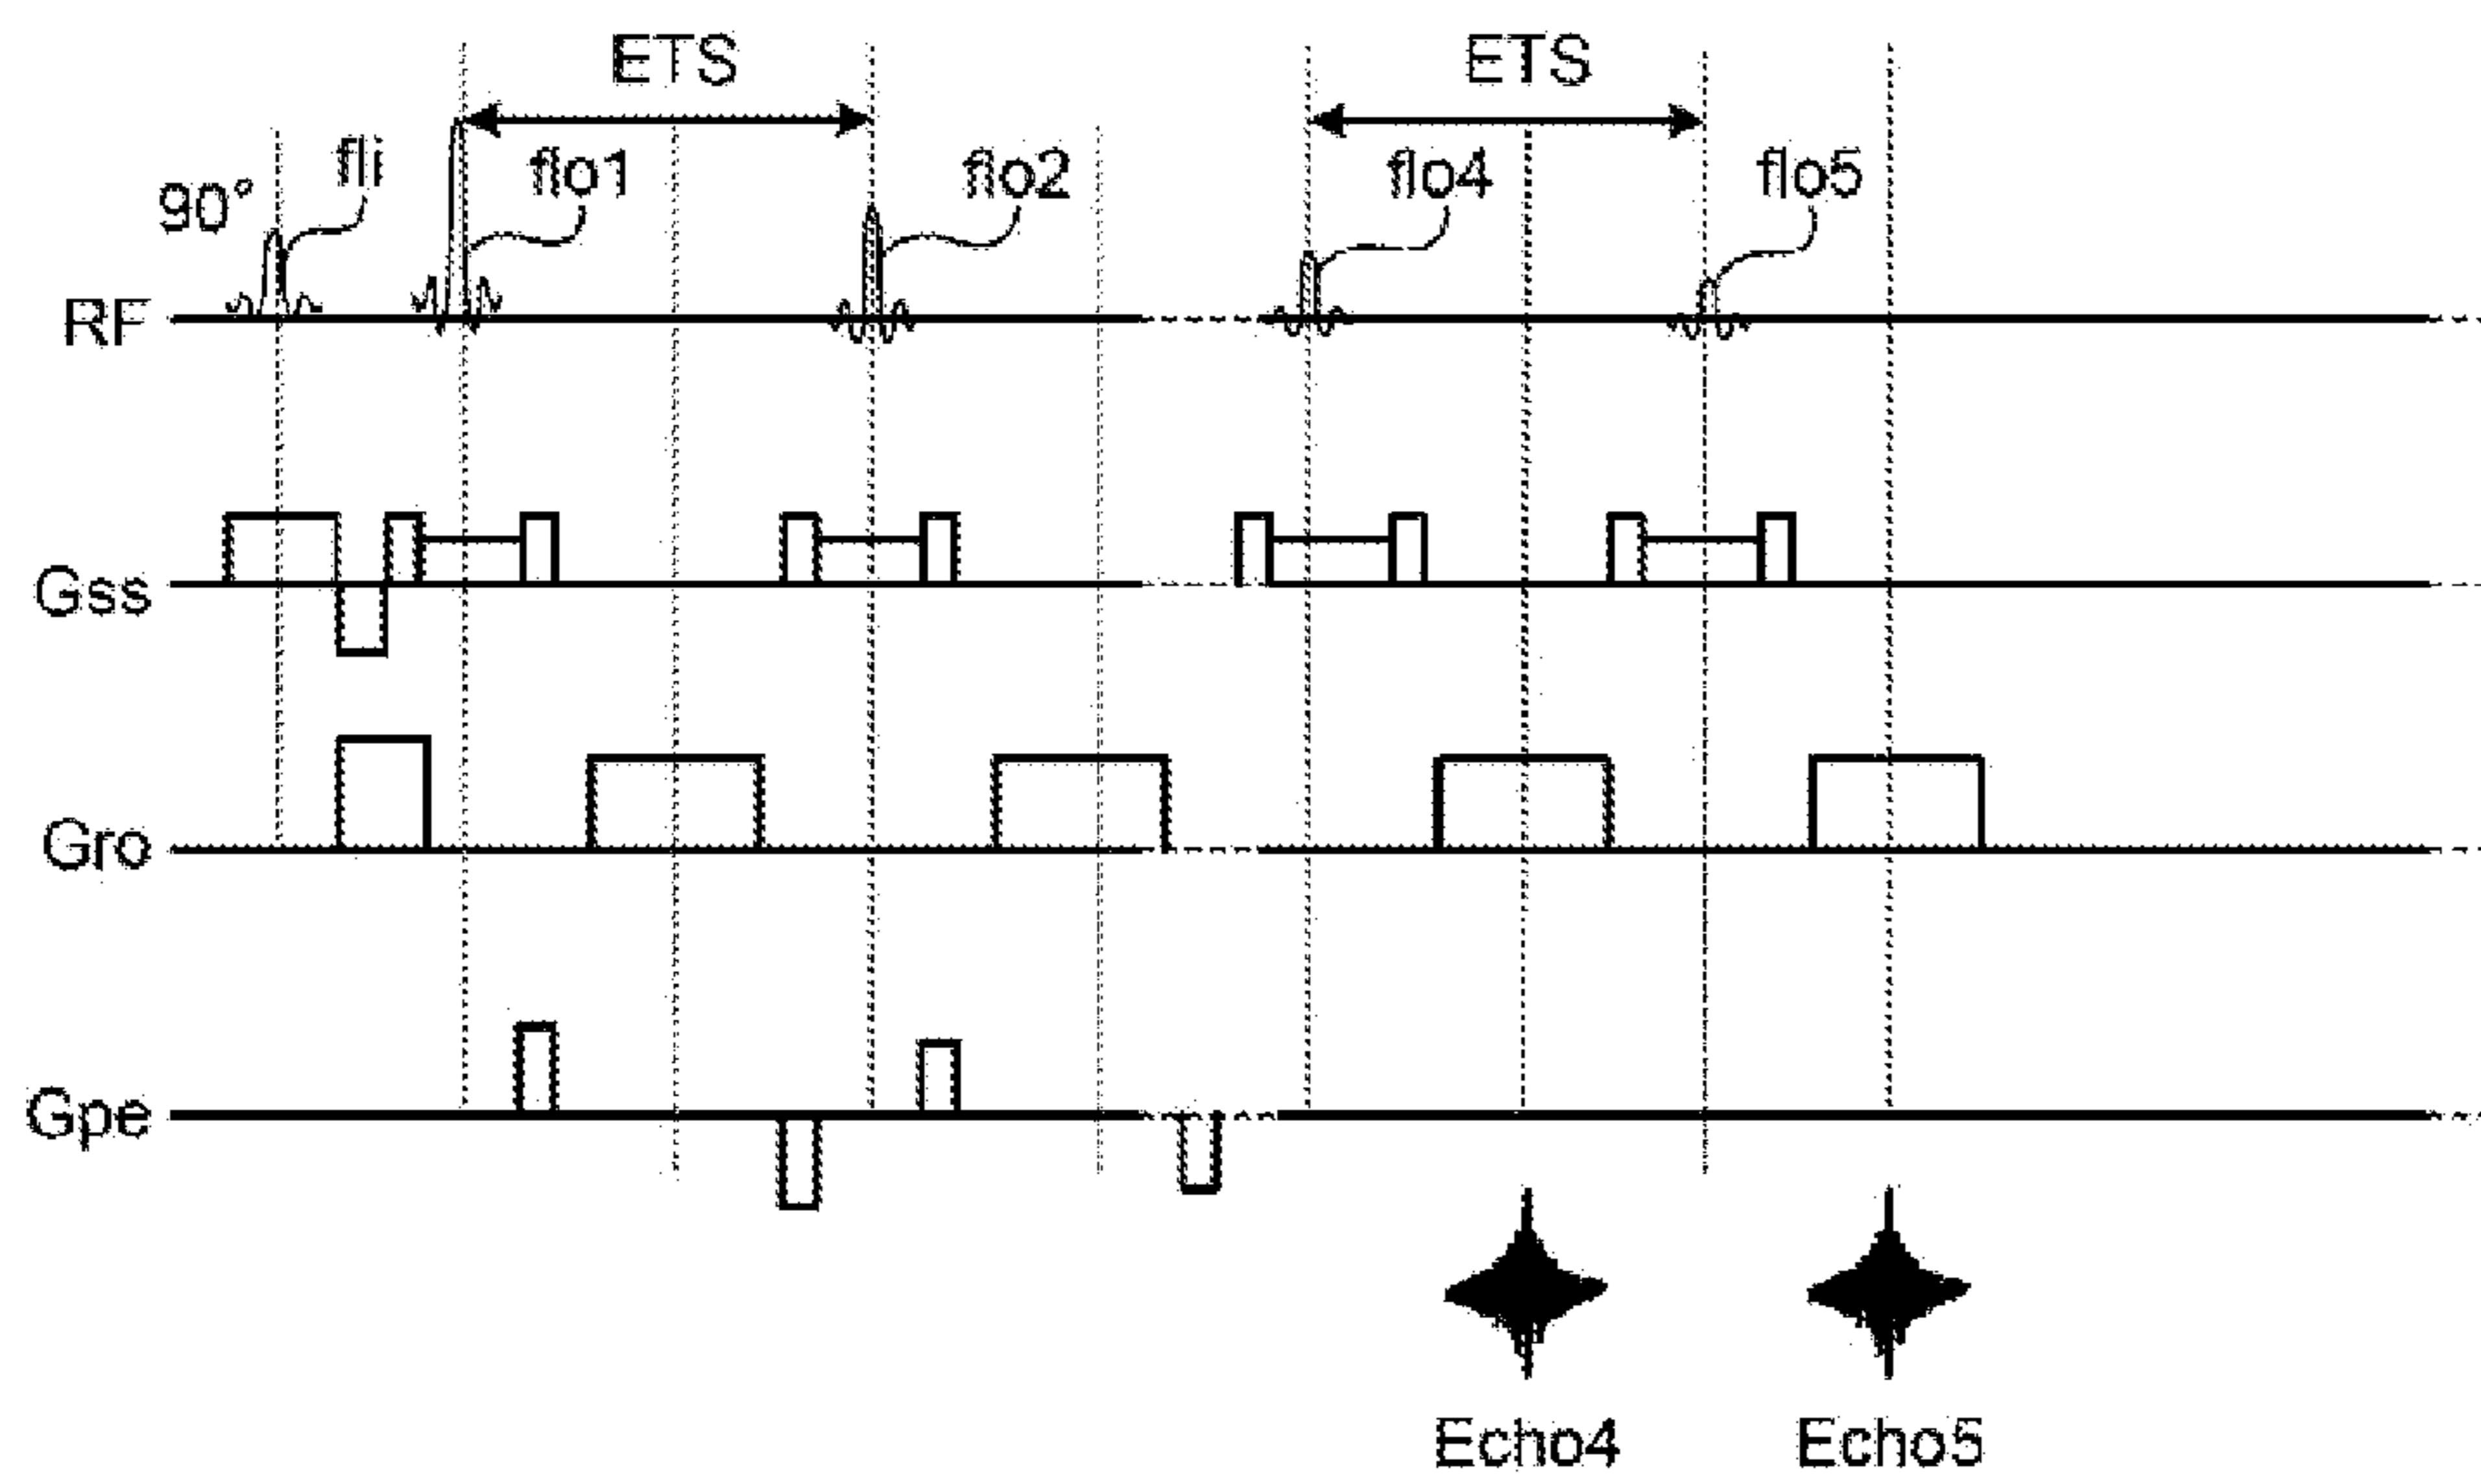 ETS ETS
90° fli flo1 flo2 flo4 flo5
RF
Gss
Gro
Gpe
Echo4 Echo5